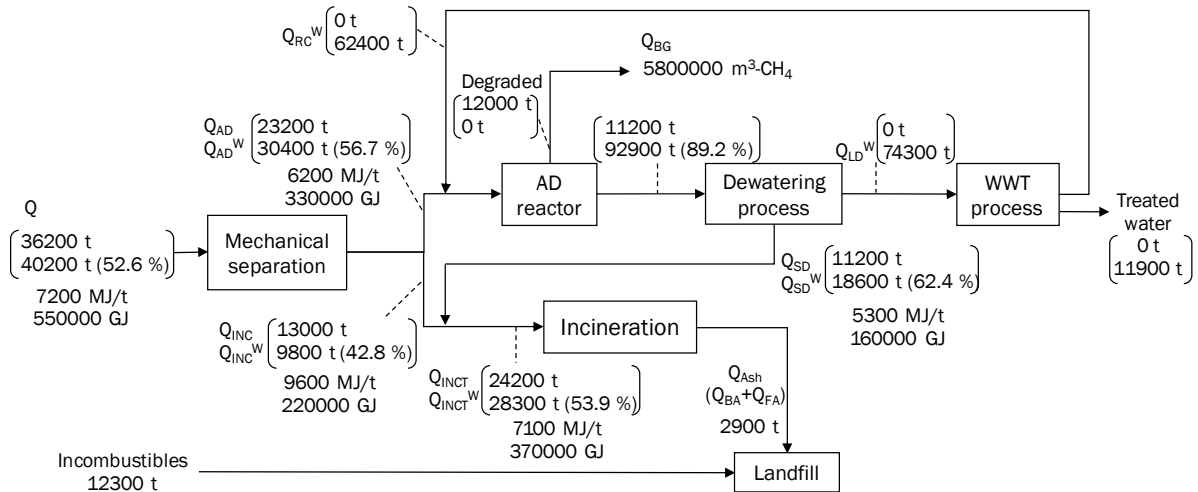 Q_RC^W
0 t
62400 t
Q_BG
5800000 m³-CH₄
Degraded
12000 t
0 t
Q_AD
Q_AD^W
23200 t
30400 t (56.7 %)
6200 MJ/t
330000 GJ
11200 t
92900 t (89.2 %)
Q_LD^W
0 t
74300 t
Q
36200 t
40200 t (52.6 %)
7200 MJ/t
550000 GJ
Mechanical
separation
AD
reactor
Dewatering
process
WWT
process
Treated
water
0 t
11900 t
Q_SD
Q_SD^W
11200 t
18600 t (62.4 %)
5300 MJ/t
160000 GJ
Q_INC
Q_INC^W
13000 t
9800 t (42.8 %)
9600 MJ/t
220000 GJ
Incineration
Q_INCT
Q_INCT^W
24200 t
28300 t (53.9 %)
7100 MJ/t
370000 GJ
Q_Ash
(Q_BA+Q_FA)
2900 t
Incombustibles
12300 t
Landfill